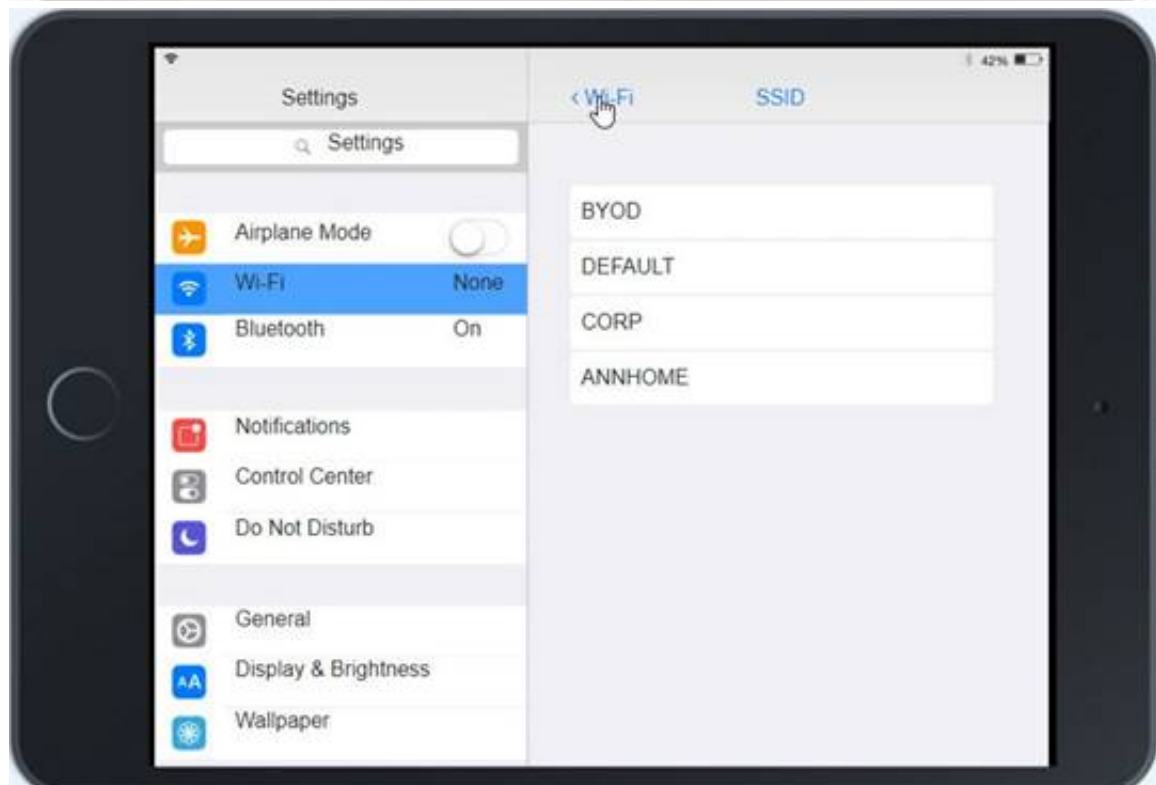 42%
Settings
< Wi-Fi
SSID
Settings
Airplane Mode
Wi-Fi None
Bluetooth On
Notifications
Control Center
Do Not Disturb
General
Display & Brightness
Wallpaper
BYOD
DEFAULT
CORP
ANNHOME